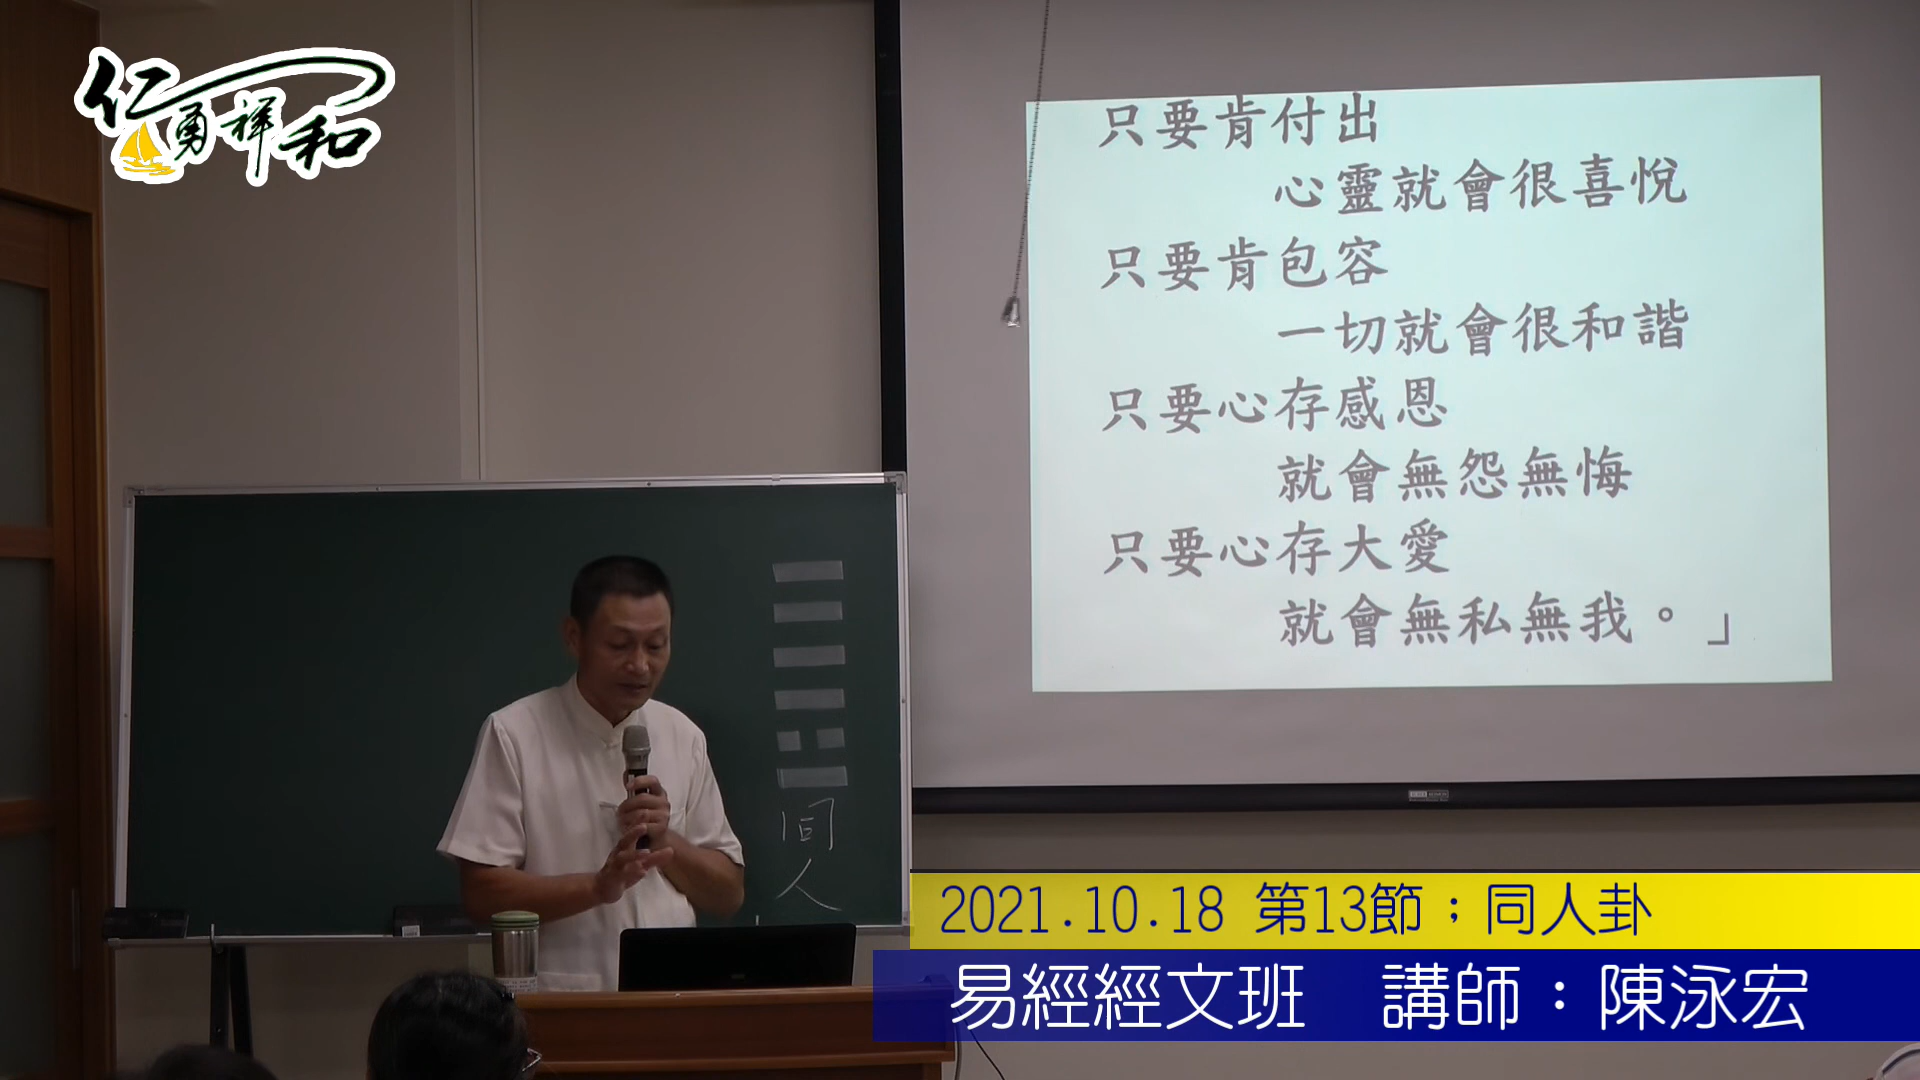 仁勇祥和
只要肯付出
心靈就會很喜悅
只要肯包容
一切就會很和諧
只要心存感恩
就會無怨無悔
只要心存大愛
就會無私無我。」
同
人
2021.10.18 第13節；同人卦
易經經文班 講師：陳泳宏